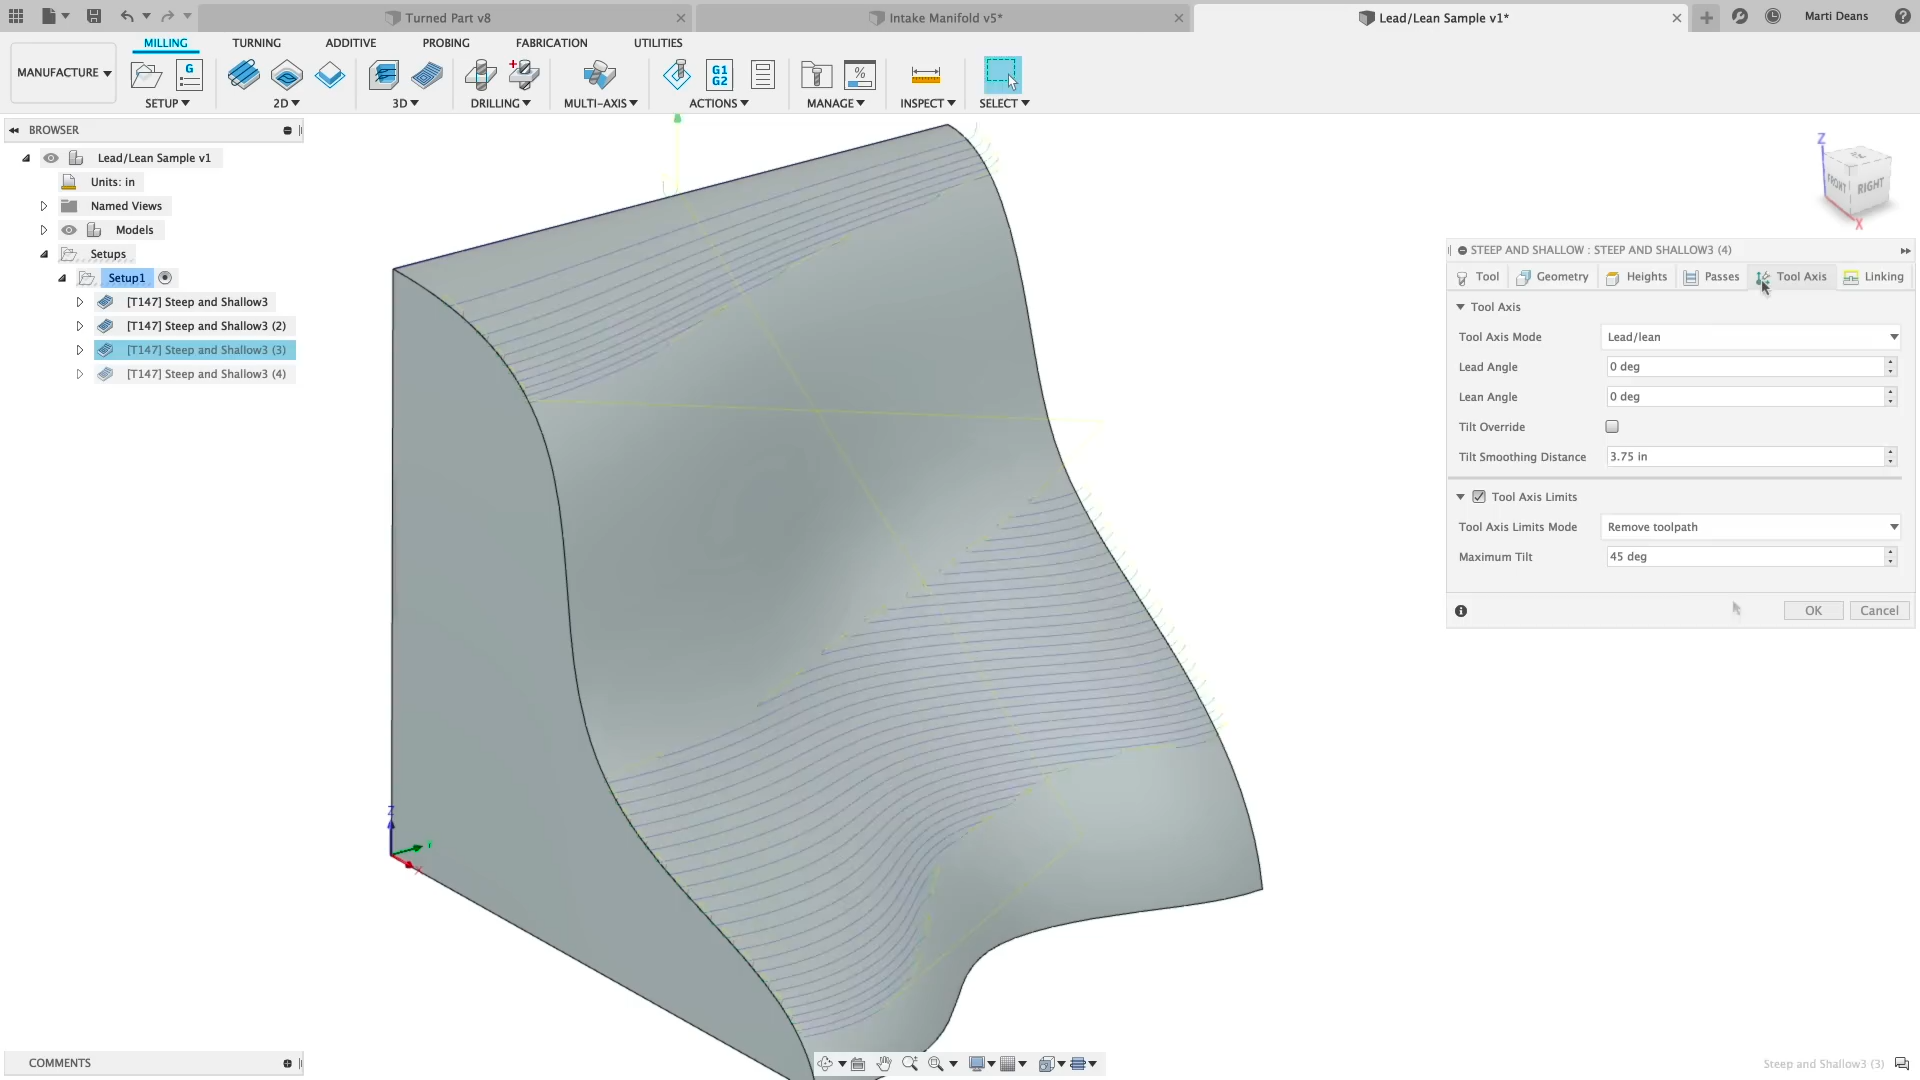 Turned Part v8
Intake Manifold v5*
Lead/Lean Sample v1*
Marti Deans
MILLING
TURNING
ADDITIVE
PROBING
FABRICATION
UTILITIES
MANUFACTURE
G
G1
G2
%
SETUP
2D
3D
DRILLING
MULTI-AXIS
ACTIONS
MANAGE
INSPECT
SELECT
BROWSER
Lead/Lean Sample v1
Units: in
Named Views
Models
Setups
Setup1
[T147] Steep and Shallow3
[T147] Steep and Shallow3 (2)
[T147] Steep and Shallow3 (3)
[T147] Steep and Shallow3 (4)
Z
FRONT
RIGHT
X
STEEP AND SHALLOW : STEEP AND SHALLOW3 (4)
Tool
Geometry
Heights
Passes
Tool Axis
Linking
Tool Axis
Tool Axis Mode
Lead/lean
Lead Angle
0 deg
Lean Angle
0 deg
Tilt Override
Tilt Smoothing Distance
3.75 in
Tool Axis Limits
Tool Axis Limits Mode
Remove toolpath
Maximum Tilt
45 deg
OK
Cancel
Z
X
COMMENTS
Steep and Shallow3 (3)